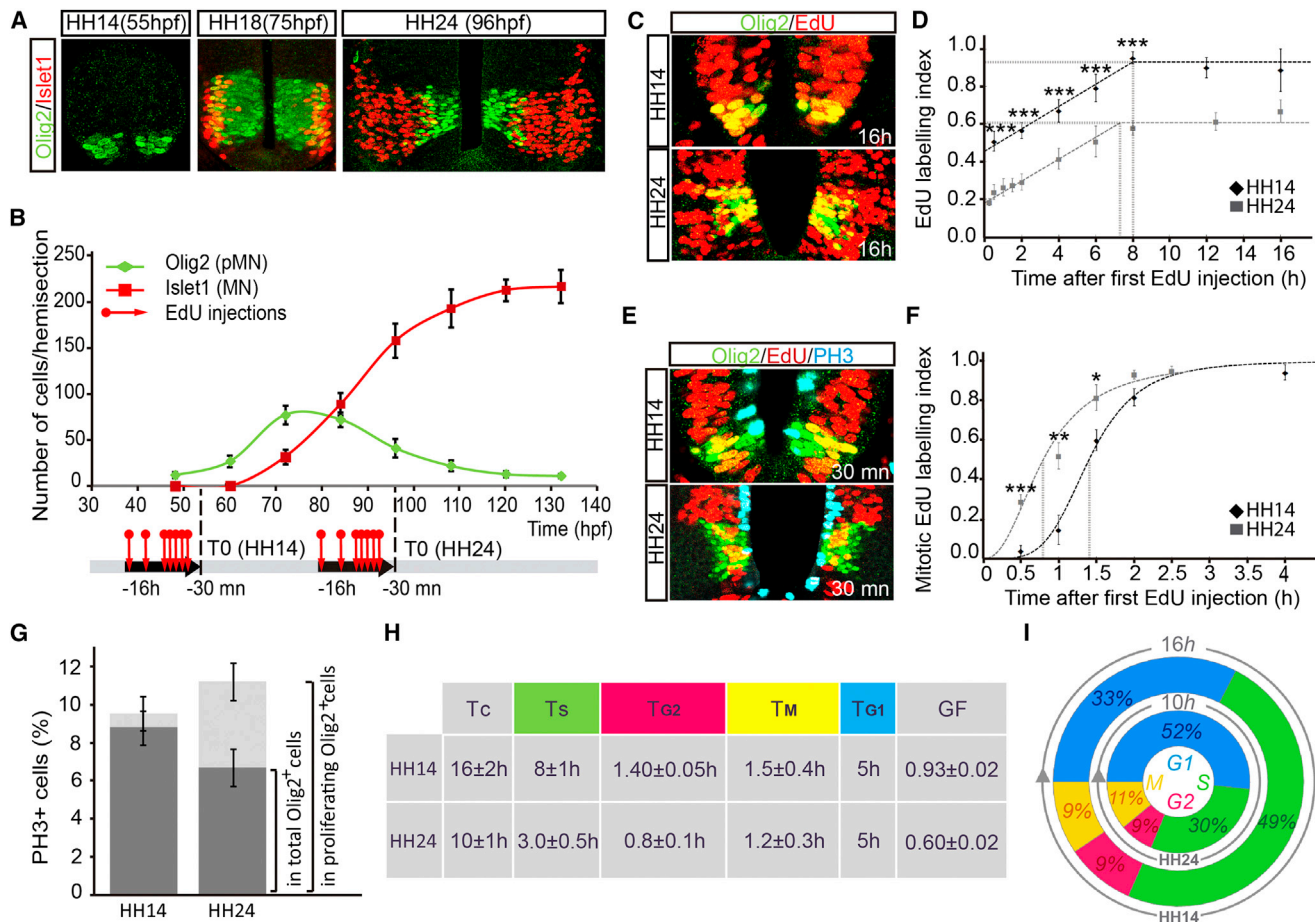 A
HH14(55hpf)
HH18(75hpf)
HH24 (96hpf)
Olig2/Islet1
B
Number of cells/hemisection
250
200
150
100
50
0
Olig2 (pMN)
Islet1 (MN)
EdU injections
30 40 50 60 70 80 90 100 110 120 130 140
Time (hpf)
T0 (HH14)
T0 (HH24)
-16h
-30 mn
-16h
-30 mn
C
Olig2/EdU
HH14
16h
HH24
16h
D
EdU labelling index
1.0
0.8
0.6
0.4
0.2
0.0
*** *** *** *** ***
HH14
HH24
0 2 4 6 8 10 12 14 16
Time after first EdU injection (h)
E
Olig2/EdU/PH3
HH14
30 mn
HH24
30 mn
F
Mitotic EdU labelling index
1.0
0.8
0.6
0.4
0.2
0.0
*** ** *
HH14
HH24
0 0.5 1 1.5 2 2.5 3 3.5 4
Time after first EdU injection (h)
G
PH3+ cells (%)
12
10
8
6
4
2
0
HH14
HH24
in total Olig2+ cells
in proliferating Olig2+cells
H
Tc Ts TG2 TM TG1 GF
HH14 16±2h 8±1h 1.40±0.05h 1.5±0.4h 5h 0.93±0.02
HH24 10±1h 3.0±0.5h 0.8±0.1h 1.2±0.3h 5h 0.60±0.02
I
16h
33%
10h
52%
G1
M
S
G2
11%
9%
30%
49%
9%
9%
HH24
HH14